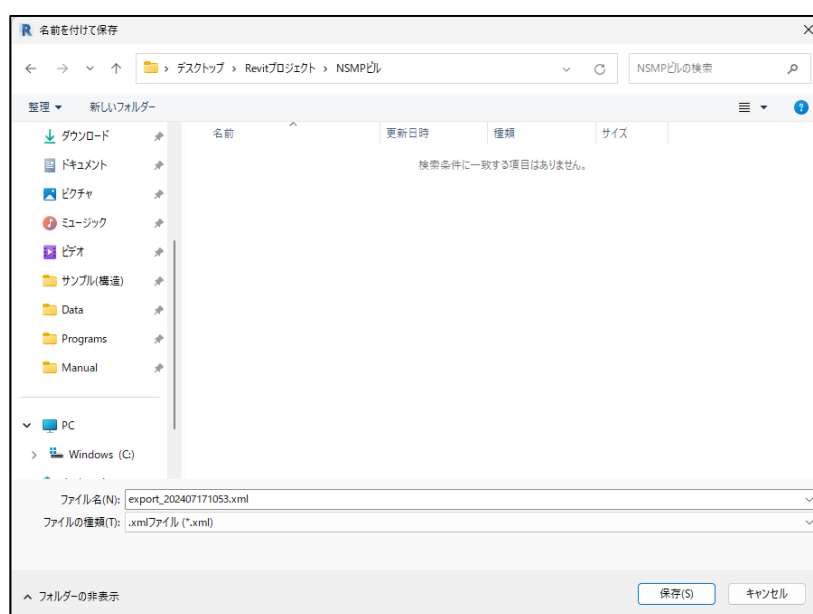 名前を付けて保存
デスクトップ › Revitプロジェクト › NSMPビル
NSMPビルの検索
整理 新しいフォルダー
名前 更新日時 種類 サイズ
検索条件に一致する項目はありません。
ダウンロード
ドキュメント
ピクチャ
ミュージック
ビデオ
サンプル(構造)
Data
Programs
Manual
PC
Windows (C:)
ファイル名(N): export_202407171053.xml
ファイルの種類(T): .xmlファイル (*.xml)
フォルダーの非表示
保存(S) キャンセル